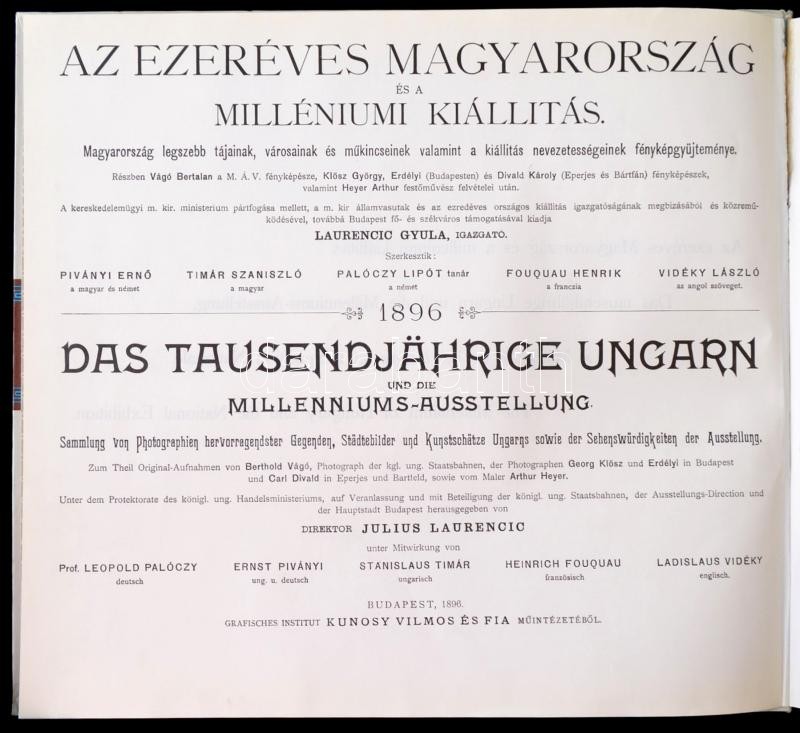 AZ EZERÉVES MAGYARORSZÁG
ÉS A
MILLÉNIUMI KIÁLLITÁS.
Magyarország legszebb tájainak, városainak és műkincseinek valamint a kiállitás nevezetességeinek fényképgyüjteménye.
Részben Vágó Bertalan a M. Á. V. fényképésze, Klősz György, Erdélyi (Budapesten) és Divald Károly (Eperjes és Bártfán) fényképészek,
valamint Heyer Arthur festőművész felvételei után.
A kereskedelemügyi m. kir. ministerium pártfogása mellett, a m. kir államvasutak és az ezredéves országos kiállitás igazgatóságának megbizásából és közremű-
ködésével, továbbá Budapest fő- és székváros támogatásával kiadja
LAURENCIC GYULA, IGAZGATÓ.
Szerkesztik:
PIVÁNYI ERNŐ TIMÁR SZANISZLÓ PALÓCZY LIPÓT tanár FOUQUAU HENRIK VIDÉKY LÁSZLÓ
a magyar és német a magyar a német a franczia az angol szöveget.
1896
DAS TAUSENDJÄHRIGE UNGARN
UND DIE
MILLENNIUMS-AUSSTELLUNG.
Sammlung von Photographien hervorragendster Gegenden, Städtebilder und Kunstschätze Ungarns sowie der Sehenswürdigkeiten der Ausstellung.
Zum Theil Original-Aufnahmen von Berthold Vágó, Photograph der kgl. ung. Staatsbahnen, der Photographen Georg Klősz und Erdélyi in Budapest
und Carl Divald in Eperjes und Bartfeld, sowie vom Maler Arthur Heyer.
Unter dem Protektorate des königl. ung. Handelsministeriums, auf Veranlassung und mit Beteiligung der königl. ung. Staatsbahnen, der Ausstellungs-Direction und
der Hauptstadt Budapest herausgegeben von
DIREKTOR JULIUS LAURENCIC
unter Mitwirkung von
Prof. LEOPOLD PALÓCZY ERNST PIVÁNYI STANISLAUS TIMÁR HEINRICH FOUQUAU LADISLAUS VIDÉKY
deutsch ung. u. deutsch ungarisch französisch englisch.
BUDAPEST, 1896.
GRAFISCHES INSTITUT KUNOSY VILMOS ÉS FIA MŰINTÉZETÉBŐL.